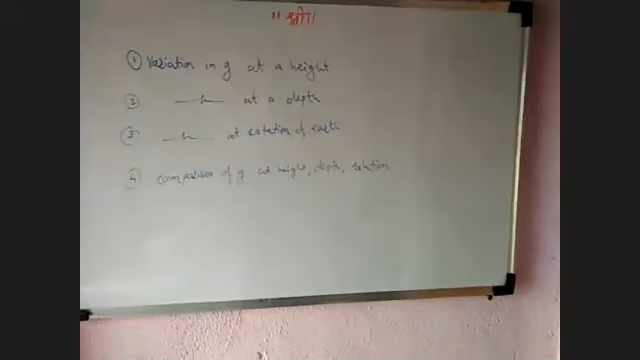 ॥ श्री ॥
① Variation in g at a height
② —〃— at a depth
③ —〃— at rotation of earth
④ comparison of g at height, depth, rotation